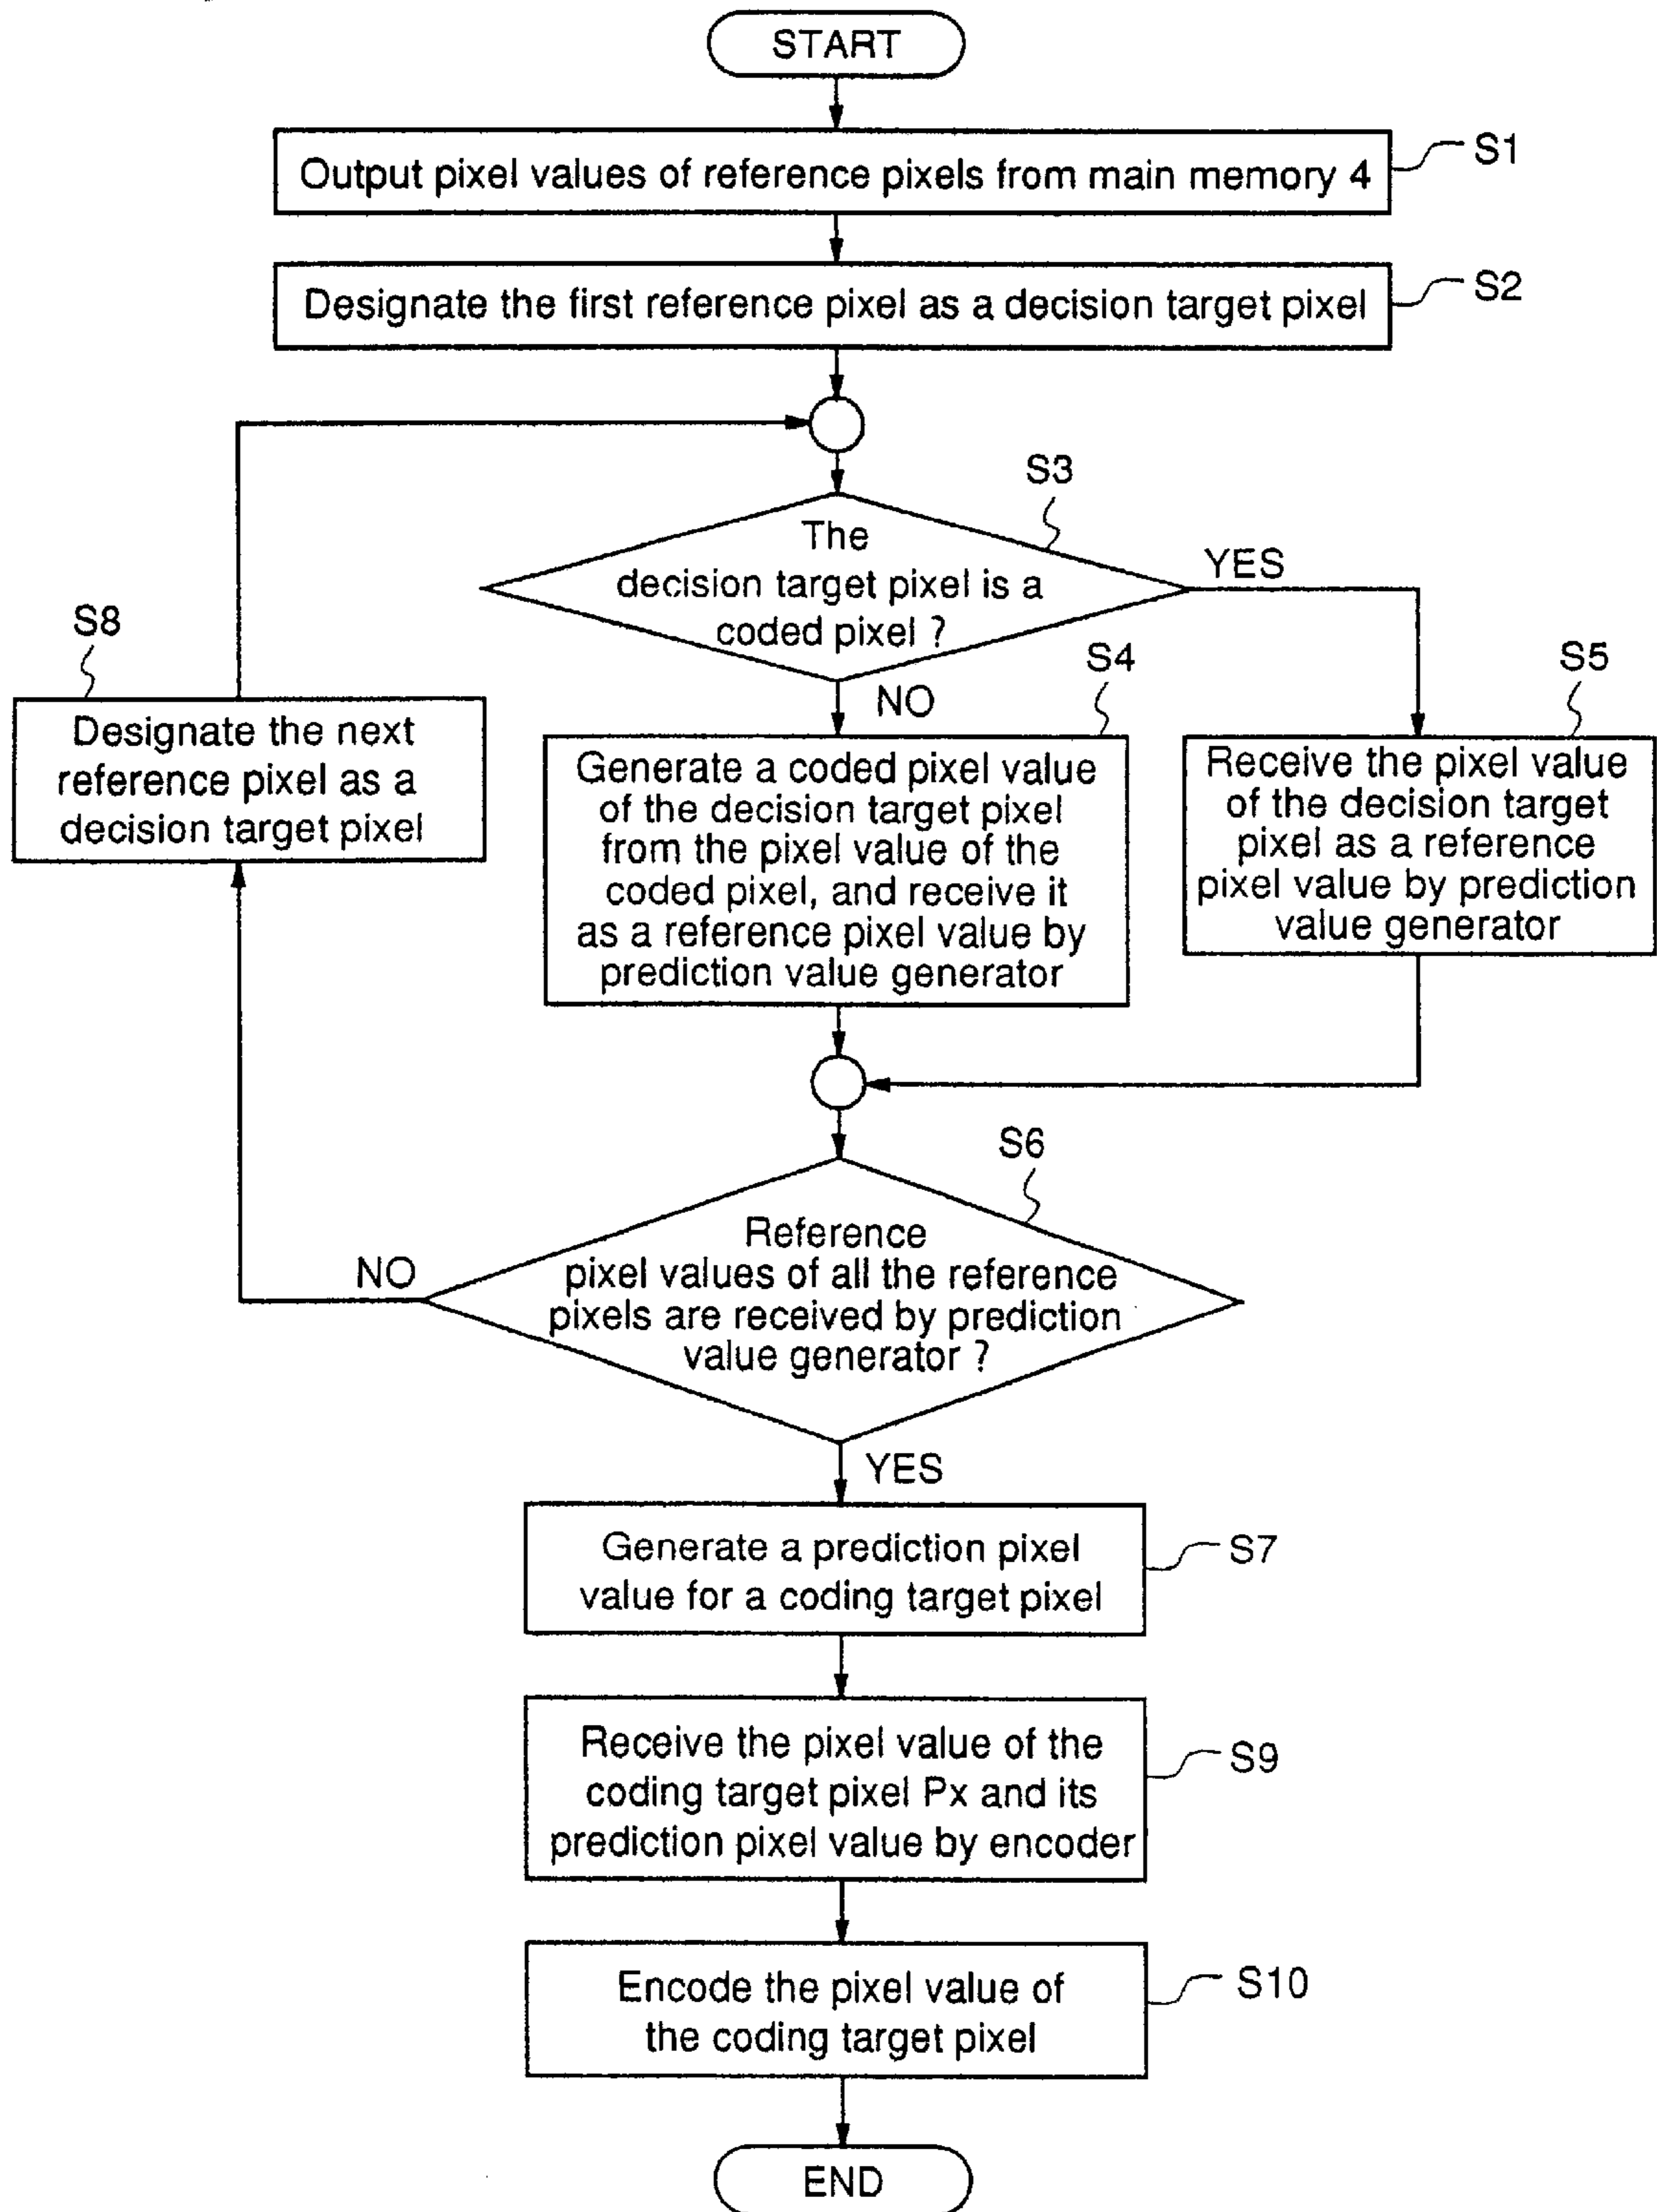 START
Output pixel values of reference pixels from main memory 4
S1
Designate the first reference pixel as a decision target pixel
S2
S3
The
decision target pixel is a
coded pixel ?
YES
NO
S8
Designate the next
reference pixel as a
decision target pixel
S4
Generate a coded pixel value
of the decision target pixel
from the pixel value of the
coded pixel, and receive it
as a reference pixel value by
prediction value generator
S5
Receive the pixel value
of the decision target
pixel as a reference
pixel value by prediction
value generator
S6
Reference
pixel values of all the reference
pixels are received by prediction
value generator ?
NO
YES
Generate a prediction pixel
value for a coding target pixel
S7
Receive the pixel value of the
coding target pixel Px and its
prediction pixel value by encoder
S9
Encode the pixel value of
the coding target pixel
S10
END